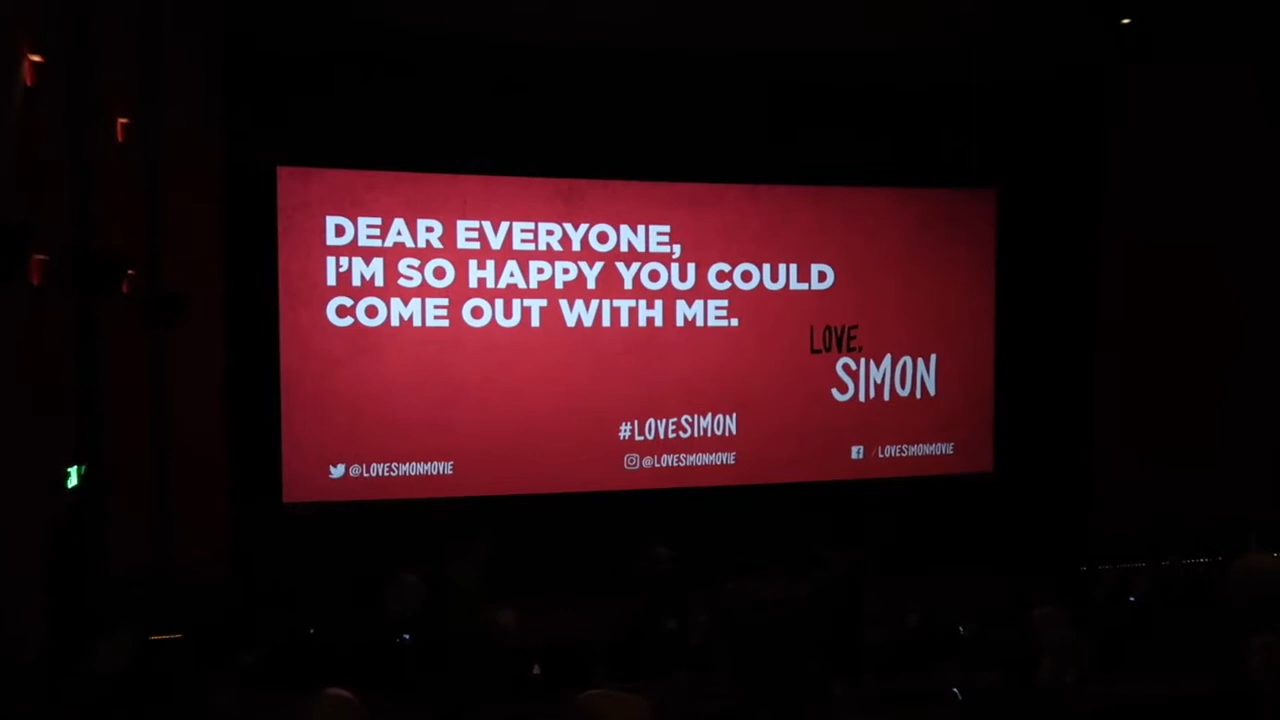 DEAR EVERYONE,
I'M SO HAPPY YOU COULD
COME OUT WITH ME.
LOVE,
SIMON
#LOVESIMON
@LOVESIMONMOVIE
@LOVESIMONMOVIE
/LOVESIMONMOVIE